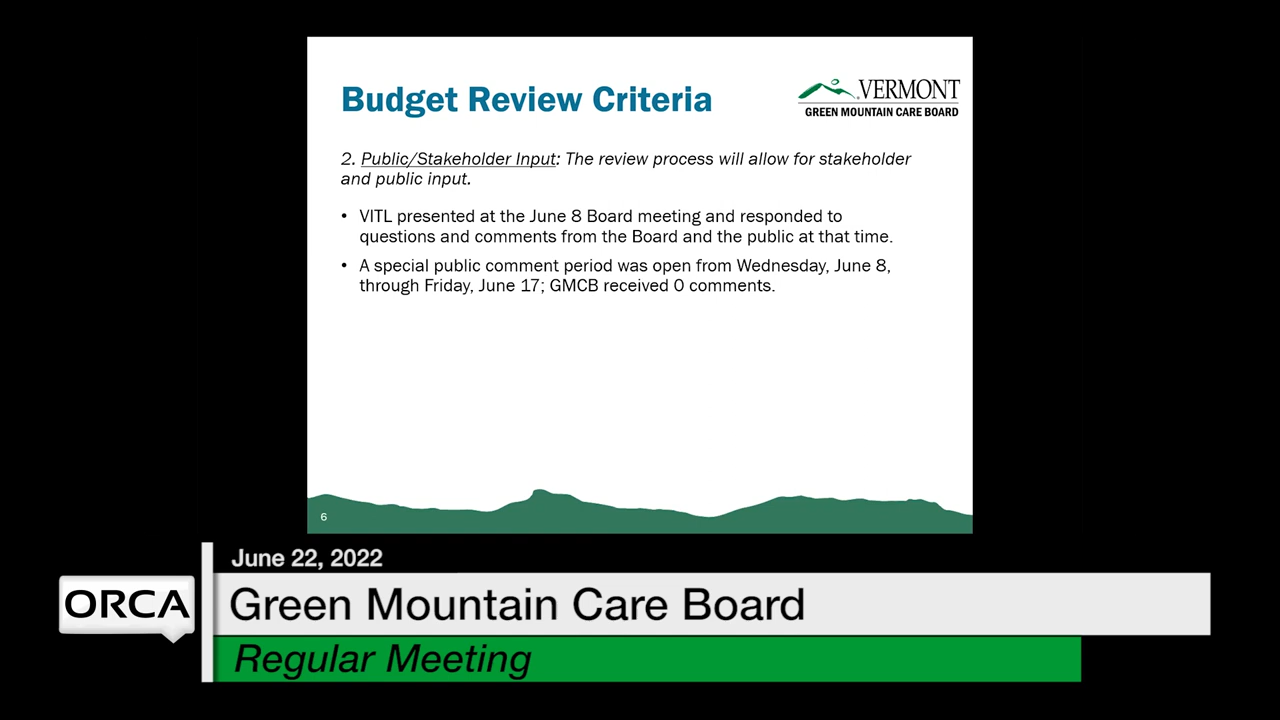 Budget Review Criteria
VERMONT
GREEN MOUNTAIN CARE BOARD
2. Public/Stakeholder Input: The review process will allow for stakeholder
and public input.
• VITL presented at the June 8 Board meeting and responded to
questions and comments from the Board and the public at that time.
• A special public comment period was open from Wednesday, June 8,
through Friday, June 17; GMCB received 0 comments.
6
June 22, 2022
ORCA
Green Mountain Care Board
Regular Meeting